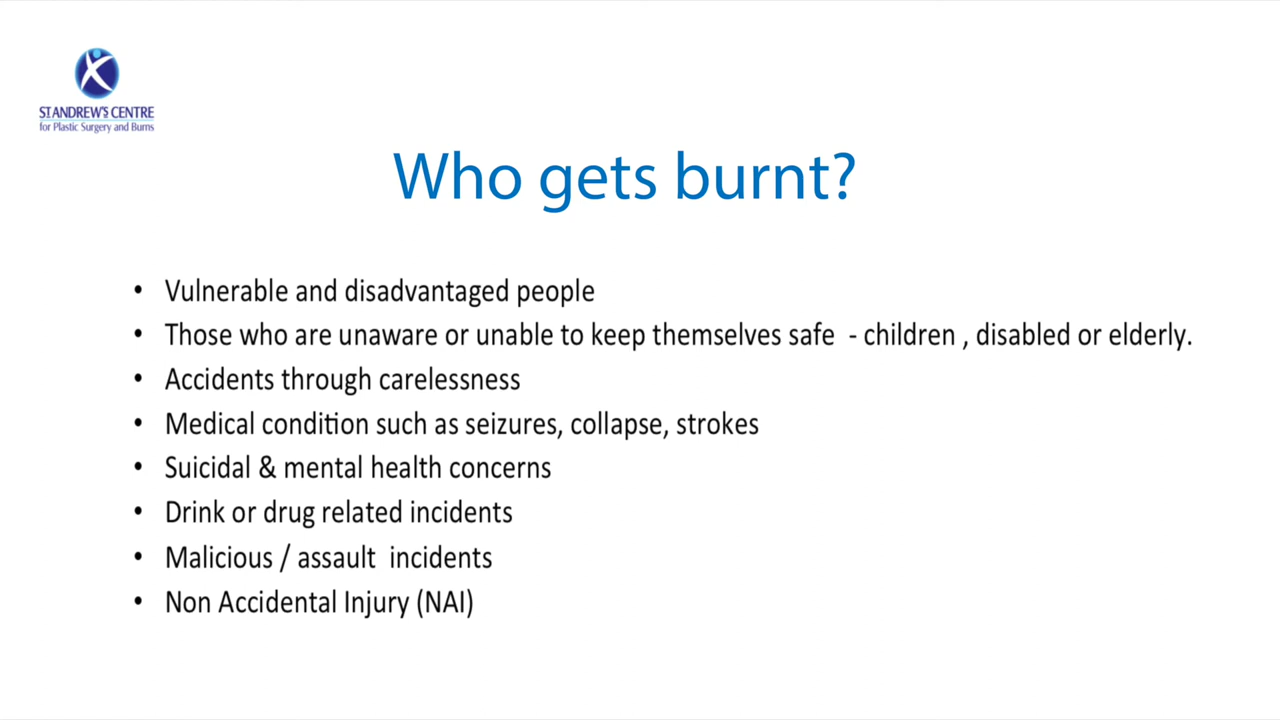 ST ANDREW'S CENTRE
for Plastic Surgery and Burns
Who gets burnt?
• Vulnerable and disadvantaged people
• Those who are unaware or unable to keep themselves safe - children , disabled or elderly.
• Accidents through carelessness
• Medical condition such as seizures, collapse, strokes
• Suicidal & mental health concerns
• Drink or drug related incidents
• Malicious / assault incidents
• Non Accidental Injury (NAI)